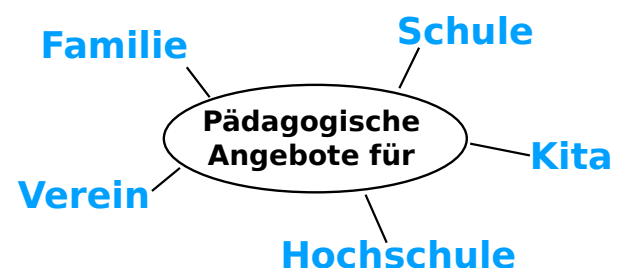 Familie
Schule
Pädagogische
Angebote für
Kita
Verein
Hochschule